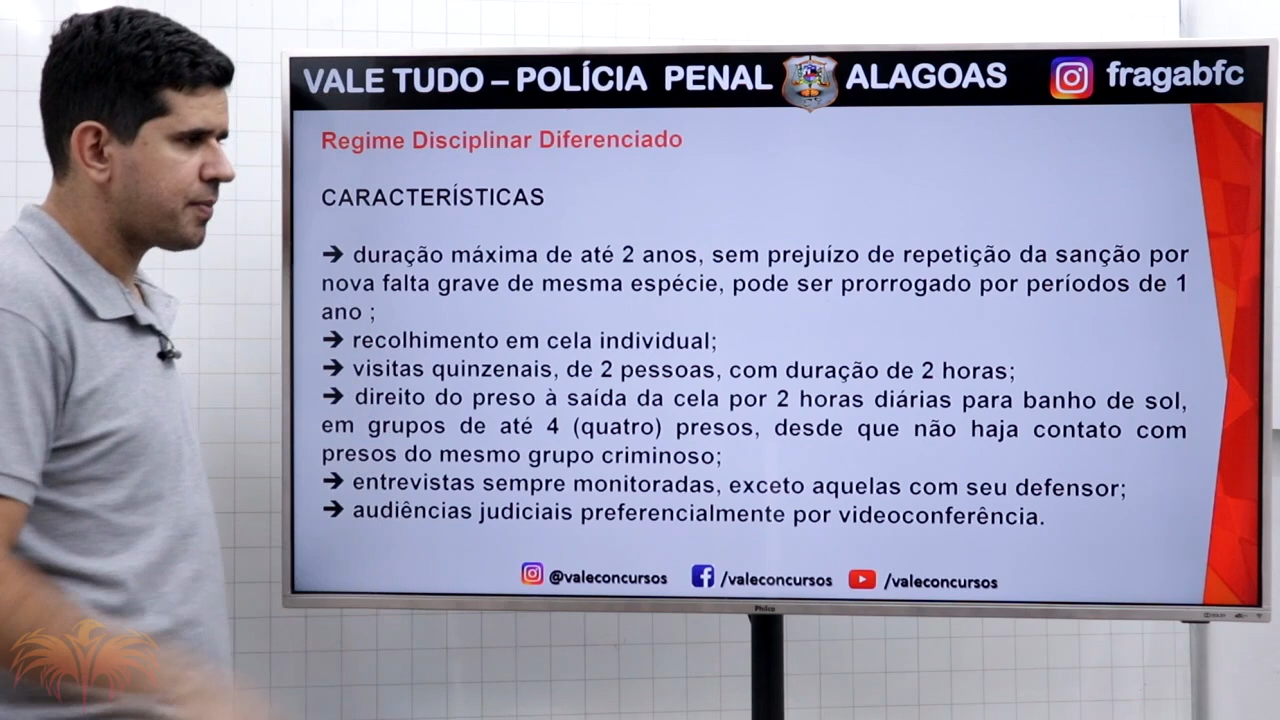 VALE TUDO – POLÍCIA PENAL ALAGOAS fragabfc
Regime Disciplinar Diferenciado
CARACTERÍSTICAS
➔ duração máxima de até 2 anos, sem prejuízo de repetição da sanção por
nova falta grave de mesma espécie, pode ser prorrogado por períodos de 1
ano ;
➔ recolhimento em cela individual;
➔ visitas quinzenais, de 2 pessoas, com duração de 2 horas;
➔ direito do preso à saída da cela por 2 horas diárias para banho de sol,
em grupos de até 4 (quatro) presos, desde que não haja contato com
presos do mesmo grupo criminoso;
➔ entrevistas sempre monitoradas, exceto aquelas com seu defensor;
➔ audiências judiciais preferencialmente por videoconferência.
@valeconcursos /valeconcursos /valeconcursos
Philco